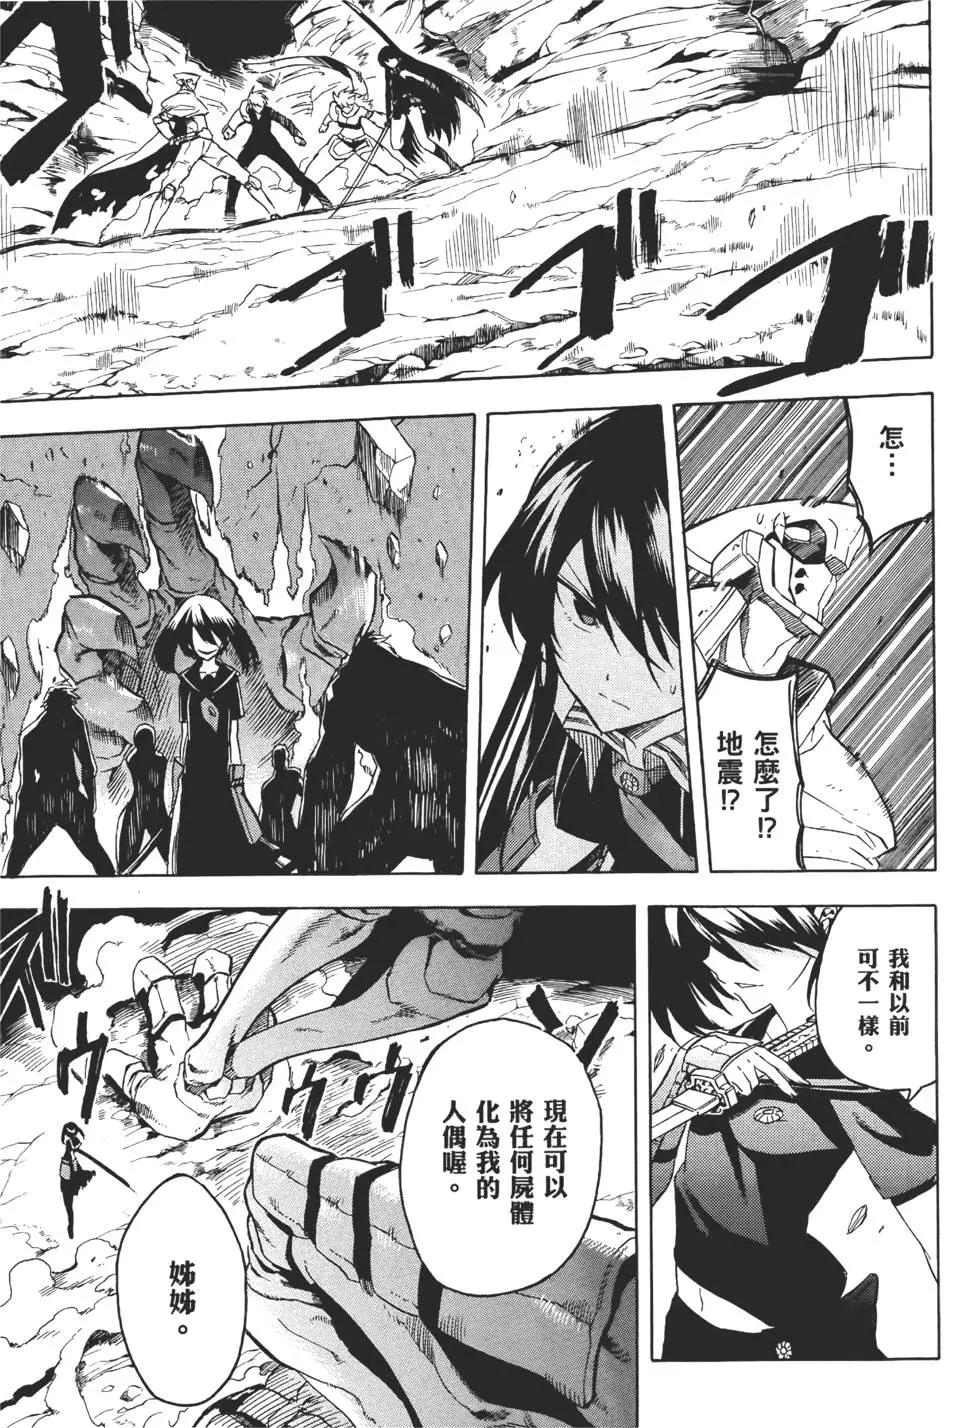 ゴゴゴ
怎…
怎麼了!?
地震!?
我和以前
可不一樣。
現在可以
將任何屍體
化為我的
人偶喔。
姊姊。